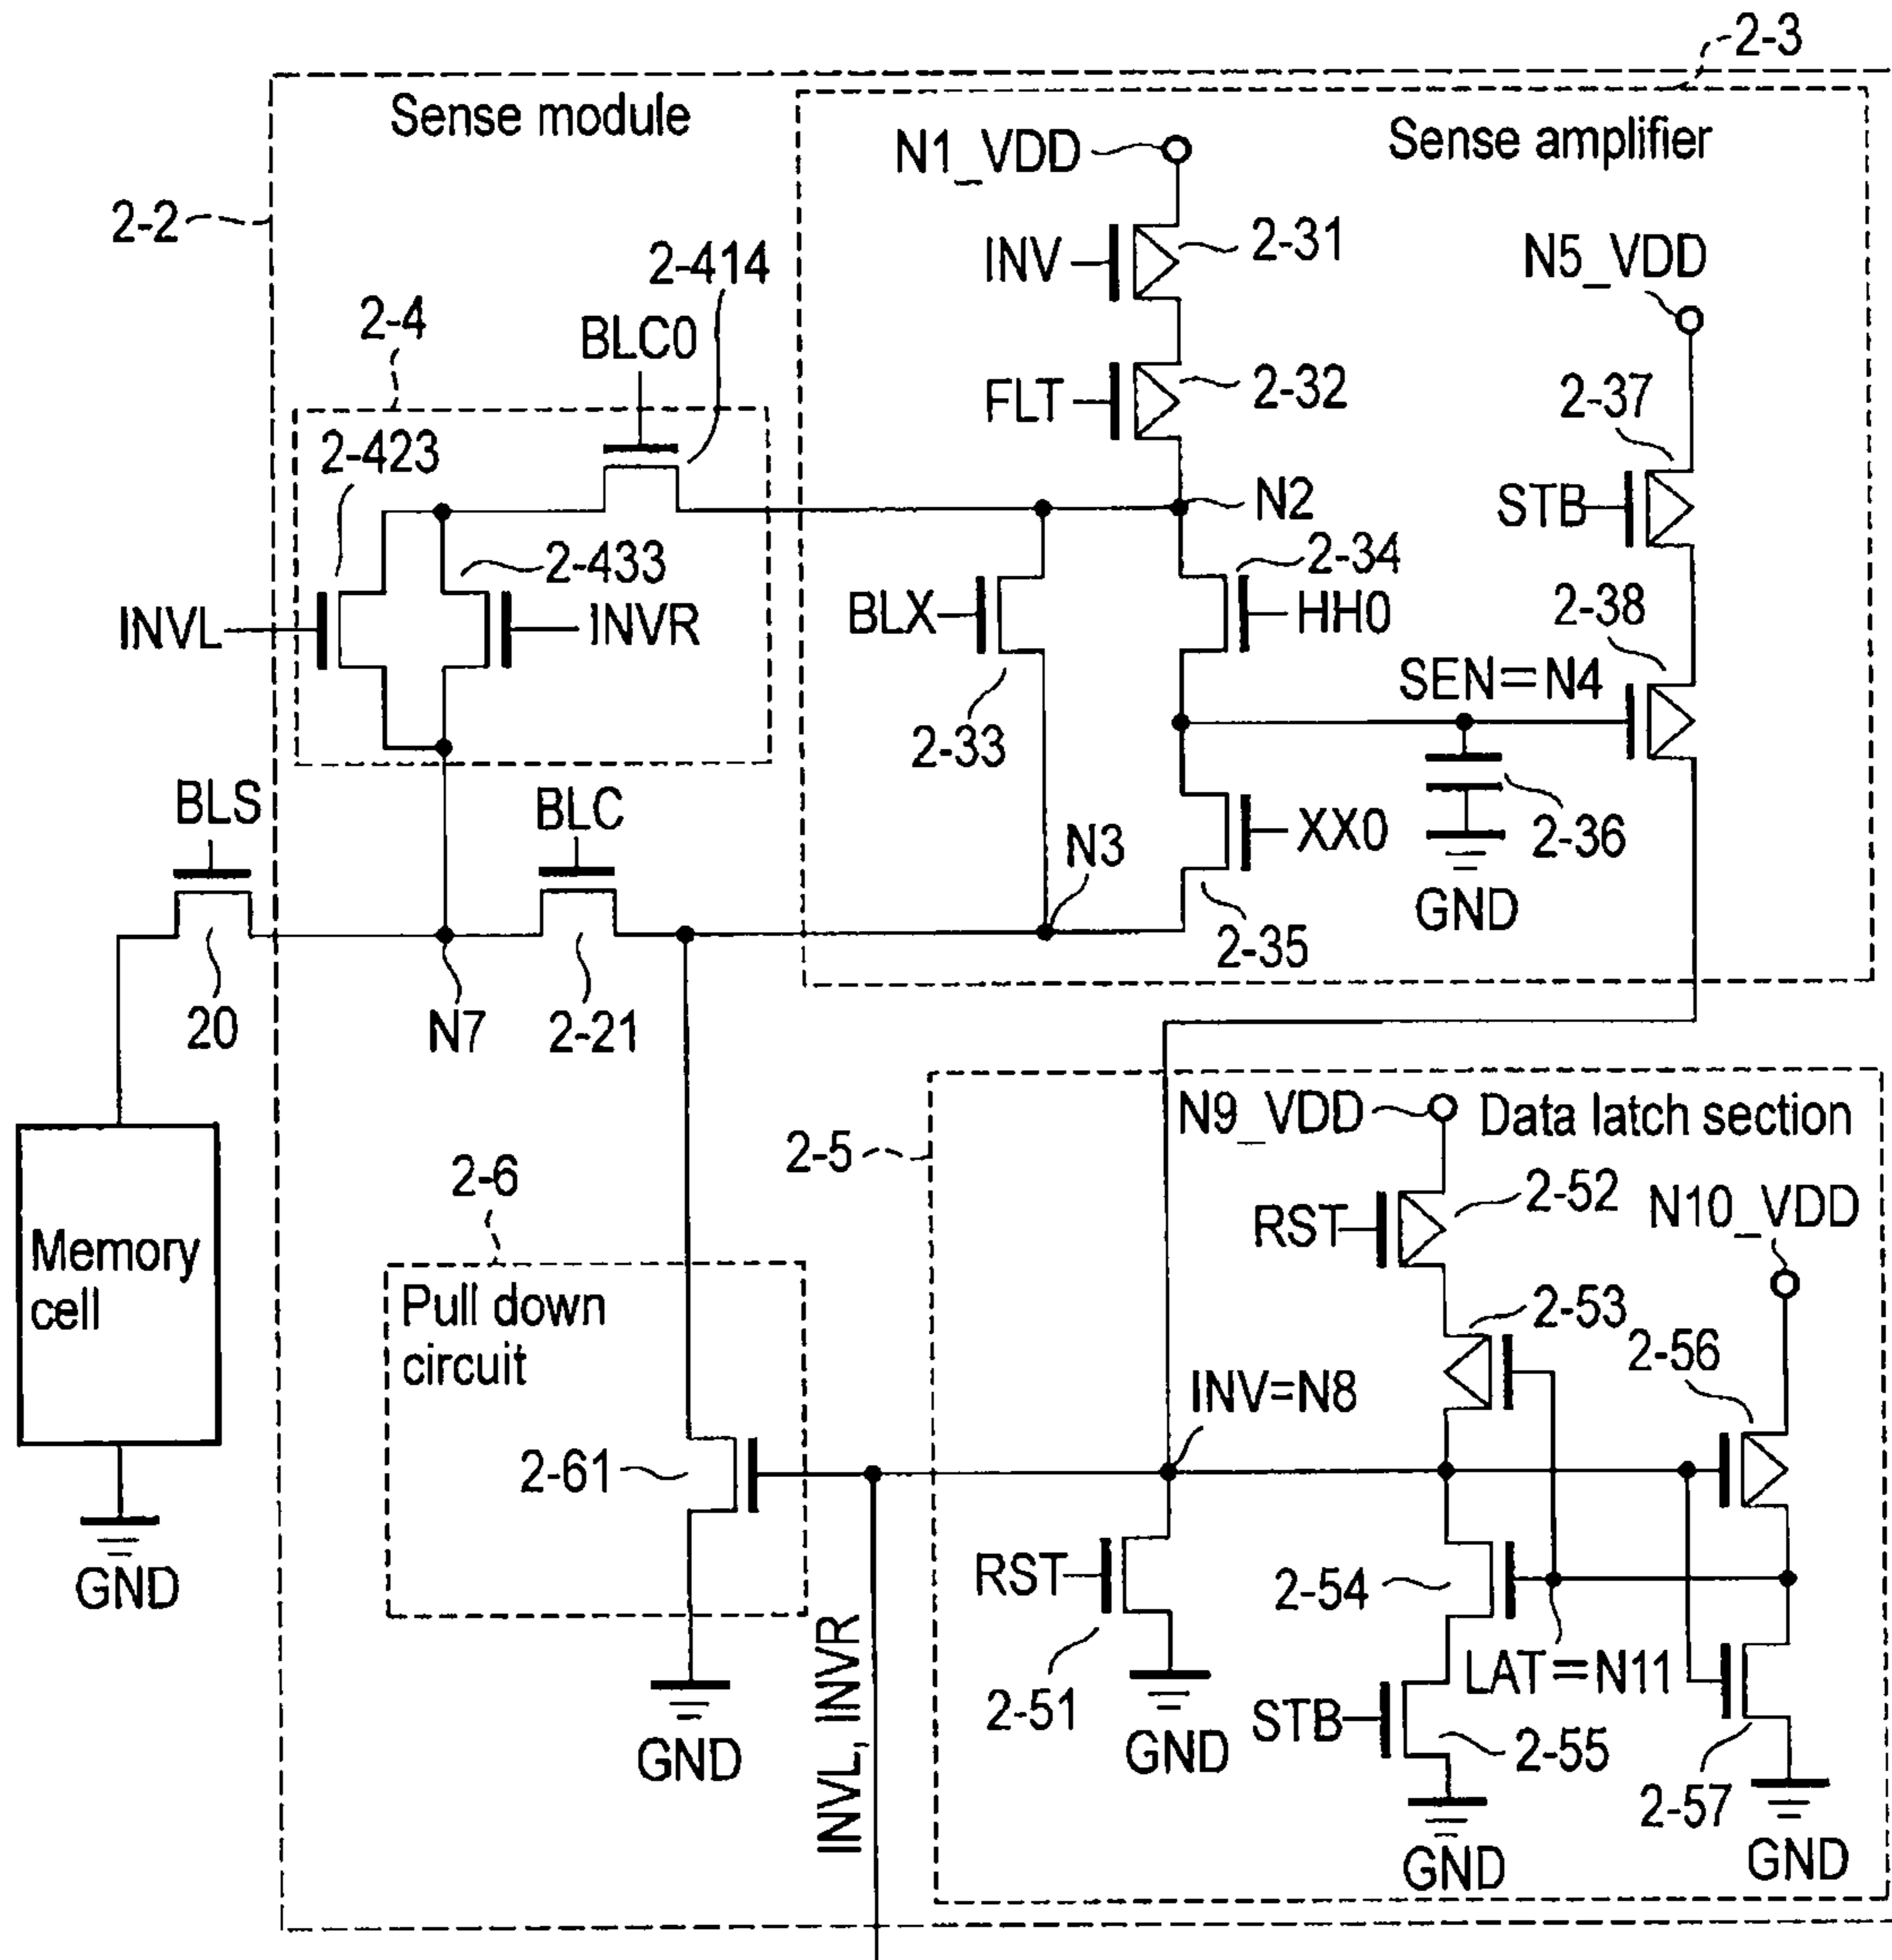 2-3
Sense module
Sense amplifier
N1_VDD
2-2
2-31
INV
N5_VDD
2-414
2-4
BLC0
2-32
FLT
2-37
2-423
N2
STB
2-433
2-34
2-38
INVL
INVR
BLX
HH0
SEN=N4
2-33
BLS
BLC
N3
XX0
2-36
GND
2-35
20
N7
2-21
N9_VDD
Data latch section
2-5
2-6
2-52
N10_VDD
RST
Memory
cell
Pull down
circuit
2-53
2-56
INV=N8
2-61
RST
2-54
GND
INVL, INVR
LAT=N11
2-51
STB
GND
GND
2-55
2-57
GND
GND